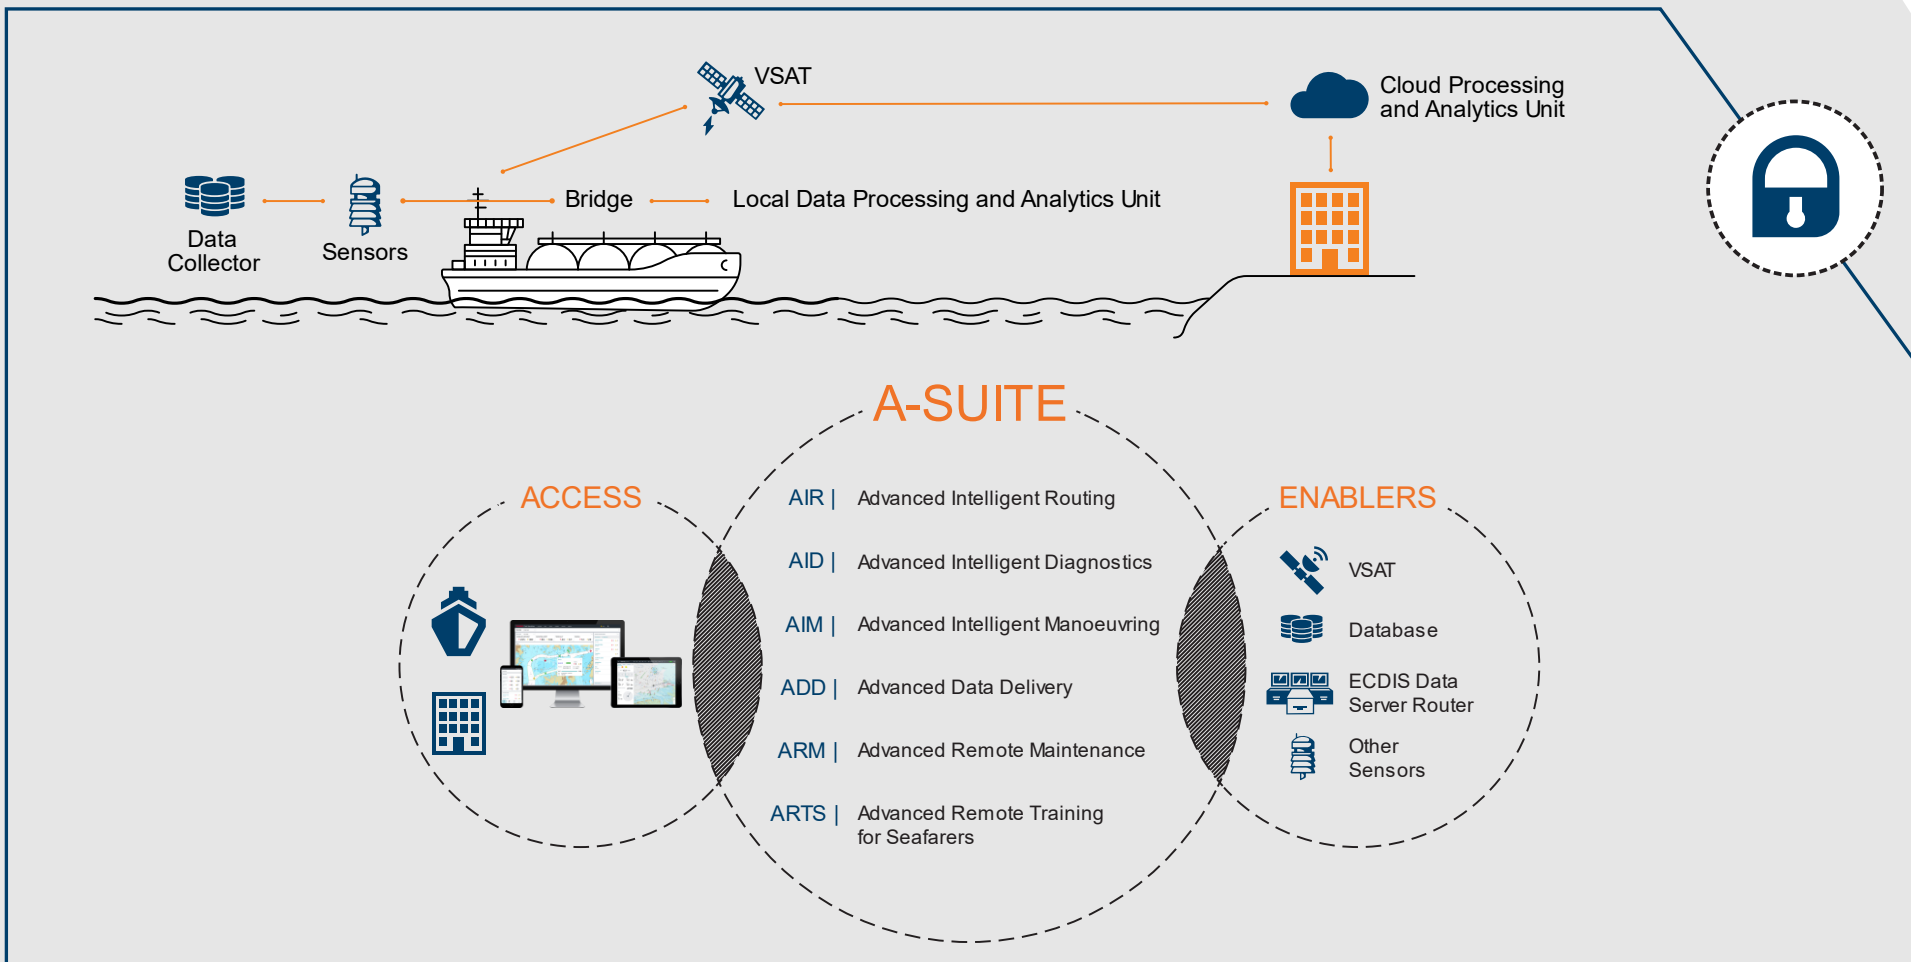 VSAT
Cloud Processing
and Analytics Unit
Bridge
Local Data Processing and Analytics Unit
Data
Collector
Sensors
A-SUITE
ACCESS
ENABLERS
AIR | Advanced Intelligent Routing
AID | Advanced Intelligent Diagnostics
AIM | Advanced Intelligent Manoeuvring
ADD | Advanced Data Delivery
ARM | Advanced Remote Maintenance
ARTS | Advanced Remote Training
for Seafarers
VSAT
Database
ECDIS Data
Server Router
Other
Sensors